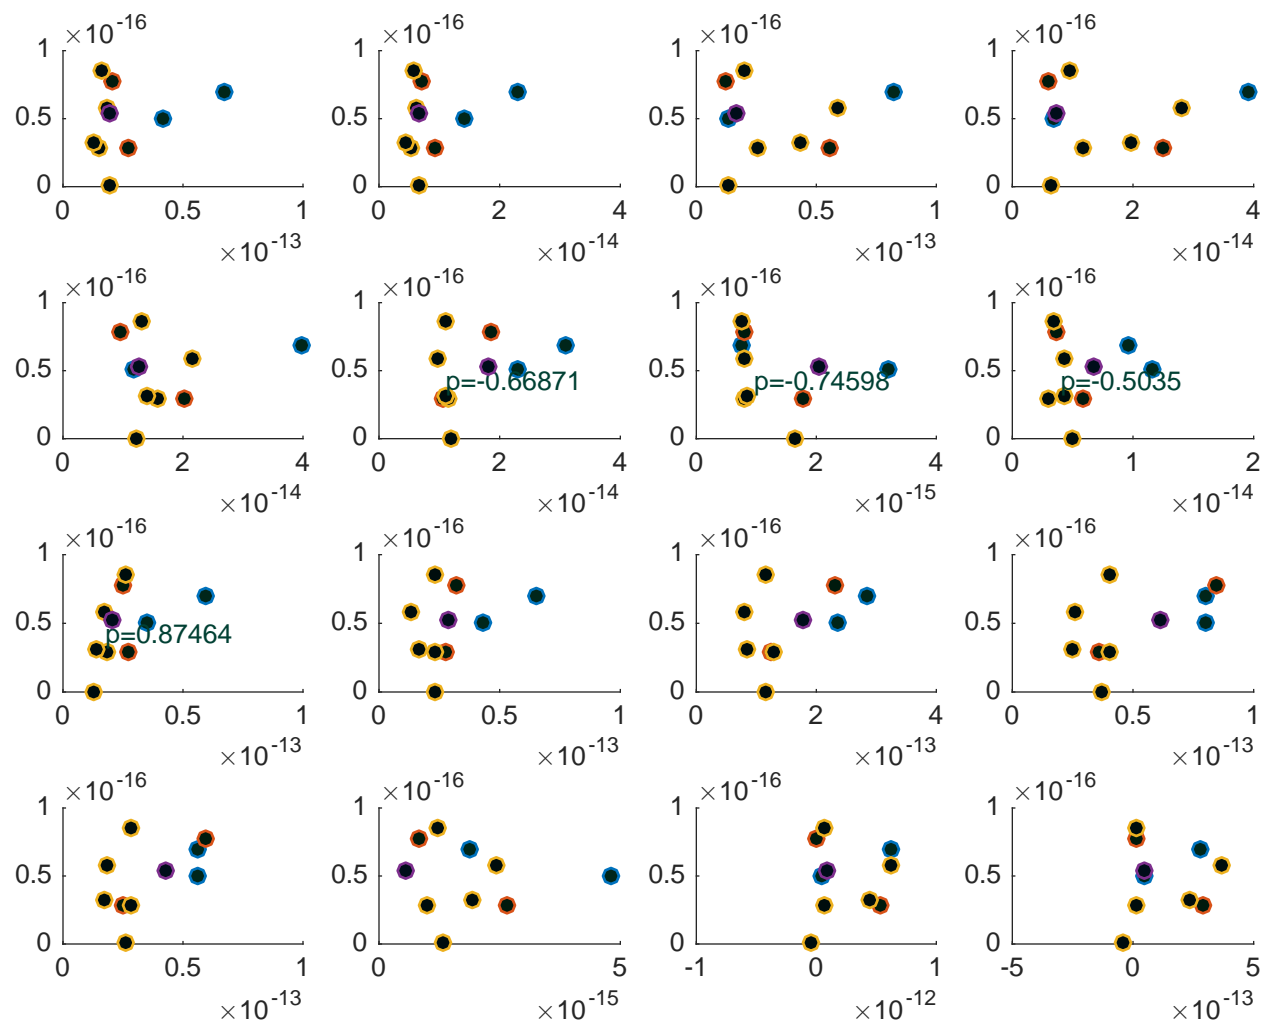 ×10-16 ×10-16 ×10-16 ×10-16
1 1 1 1
0.5 0.5 0.5 0.5
0 0 0 0
0 0.5 1 0 2 4 0 0.5 1 0 2 4
×10-13 ×10-14 ×10-13 ×10-14
×10-16 ×10-16 ×10-16 ×10-16
1 1 1 1
0.5 0.5 0.5 0.5
p=-0.66871 p=-0.74598 p=-0.5035
0 0 0 0
0 2 4 0 2 4 0 2 4 0 1 2
×10-14 ×10-14 ×10-15 ×10-14
×10-16 ×10-16 ×10-16 ×10-16
1 1 1 1
0.5 0.5 0.5 0.5
p=0.87464
0 0 0 0
0 0.5 1 0 0.5 1 0 2 4 0 0.5 1
×10-13 ×10-13 ×10-13 ×10-13
×10-16 ×10-16 ×10-16 ×10-16
1 1 1 1
0.5 0.5 0.5 0.5
0 0 0 0
0 0.5 1 0 5 -1 0 1 -5 0 5
×10-13 ×10-15 ×10-12 ×10-13